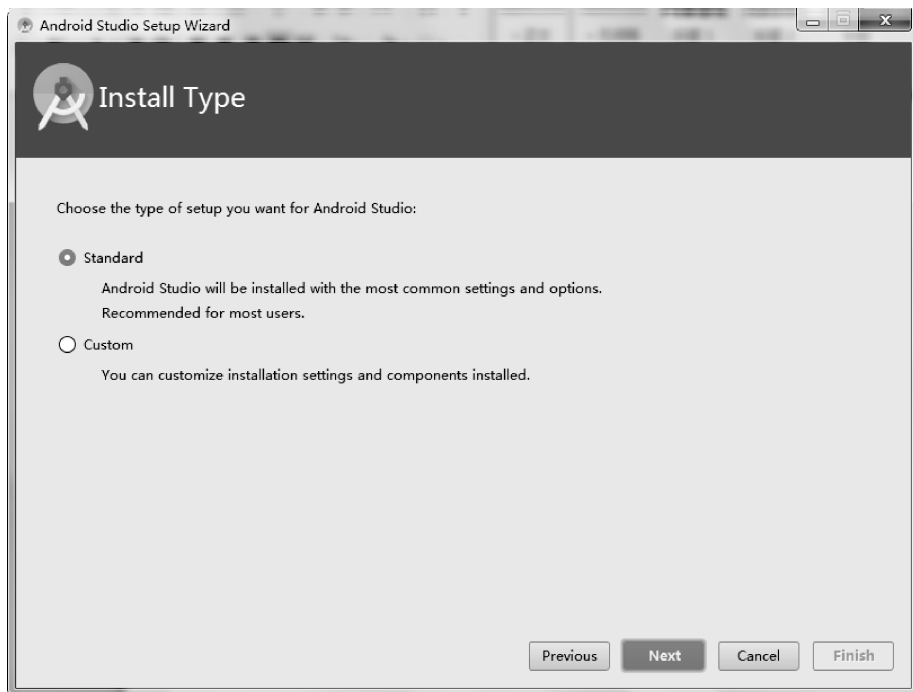 Android Studio Setup Wizard
Install Type
Choose the type of setup you want for Android Studio:
Standard
Android Studio will be installed with the most common settings and options.
Recommended for most users.
Custom
You can customize installation settings and components installed.
Previous
Next
Cancel
Finish